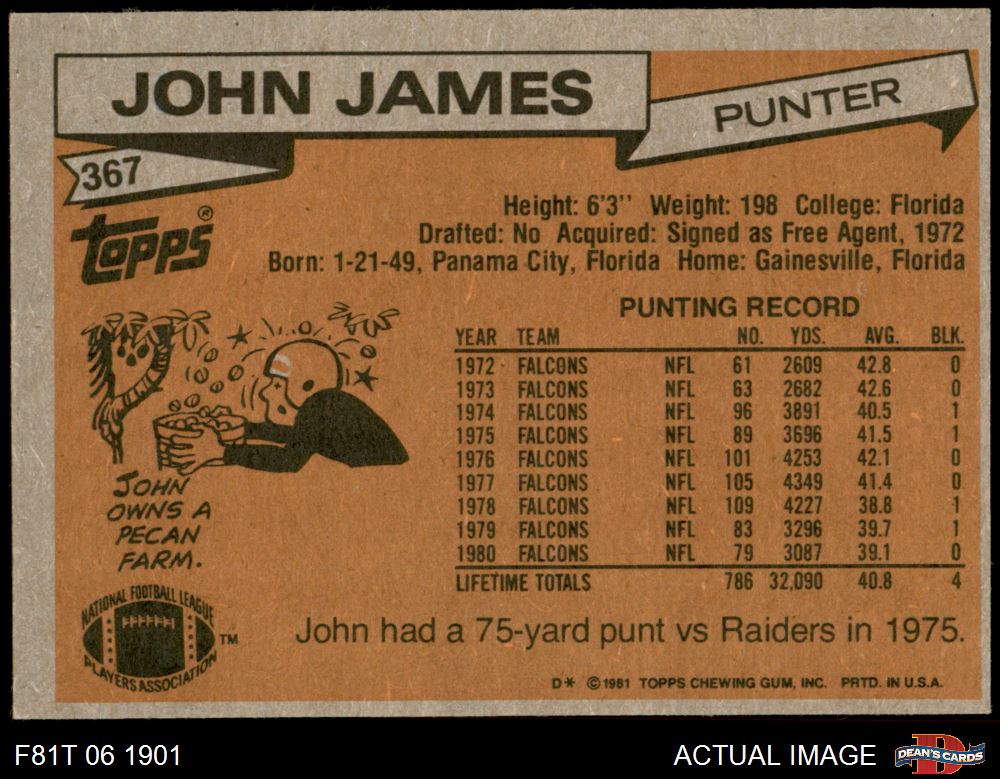 JOHN JAMES
PUNTER
367
TOPPS®
Height: 6'3'' Weight: 198 College: Florida
Drafted: No Acquired: Signed as Free Agent, 1972
Born: 1-21-49, Panama City, Florida Home: Gainesville, Florida
PUNTING RECORD
YEAR TEAM NO. YDS. AVG. BLK.
1972 FALCONS NFL 61 2609 42.8 0
1973 FALCONS NFL 63 2682 42.6 0
1974 FALCONS NFL 96 3891 40.5 1
1975 FALCONS NFL 89 3696 41.5 1
1976 FALCONS NFL 101 4253 42.1 0
1977 FALCONS NFL 105 4349 41.4 0
1978 FALCONS NFL 109 4227 38.8 1
1979 FALCONS NFL 83 3296 39.7 1
1980 FALCONS NFL 79 3087 39.1 0
LIFETIME TOTALS 786 32,090 40.8 4
JOHN
OWNS A
PECAN
FARM.
NATIONAL FOOTBALL LEAGUE
PLAYERS ASSOCIATION
TM
John had a 75-yard punt vs Raiders in 1975.
D* ©1981 TOPPS CHEWING GUM, INC. PRTD. IN U.S.A.
F81T 06 1901
ACTUAL IMAGE
D
DEAN'S CARDS